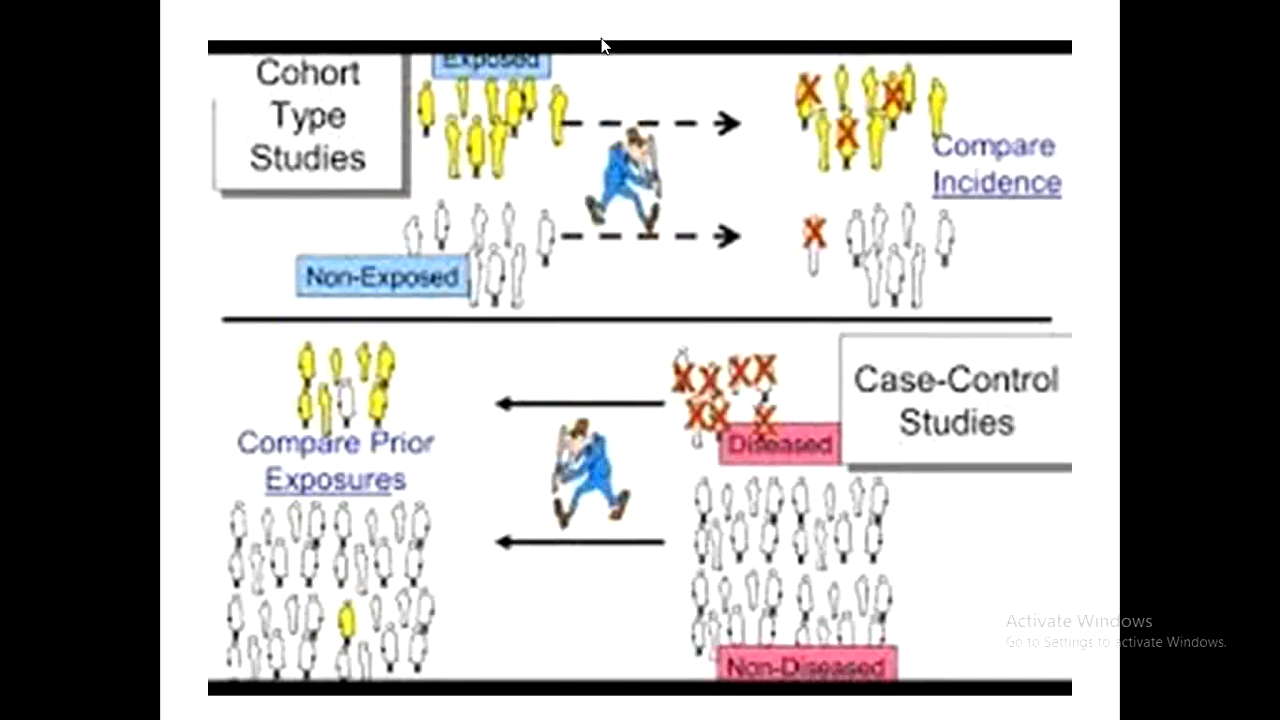 Cohort
Type
Studies
Exposed
Compare
Incidence
Non-Exposed
Case-Control
Studies
Diseased
Compare Prior
Exposures
Non-Diseased
Activate Windows
Go to Settings to activate Windows.